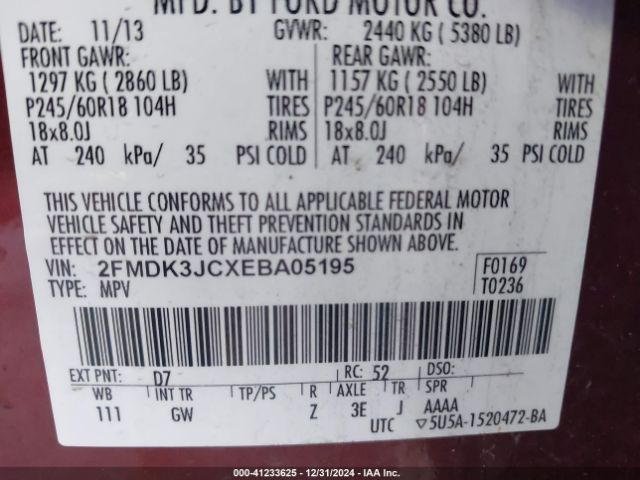 MFD. BY FORD MOTOR CO.
DATE: 11/13 GVWR: 2440 KG ( 5380 LB)
FRONT GAWR: REAR GAWR:
1297 KG ( 2860 LB) WITH 1157 KG ( 2550 LB) WITH
P245/60R18 104H TIRES P245/60R18 104H TIRES
18x8.0J RIMS 18x8.0J RIMS
AT 240 kPa/ 35 PSI COLD AT 240 kPa/ 35 PSI COLD
THIS VEHICLE CONFORMS TO ALL APPLICABLE FEDERAL MOTOR
VEHICLE SAFETY AND THEFT PREVENTION STANDARDS IN
EFFECT ON THE DATE OF MANUFACTURE SHOWN ABOVE.
VIN: 2FMDK3JCXEBA05195 F0169
TYPE: MPV T0236
EXT PNT: D7 RC: 52 DSO:
WB INT TR TP/PS R AXLE TR SPR
111 GW Z 3E J AAAA
UTC ▽5U5A-1520472-BA
000-41233625 - 12/31/2024 - IAA Inc.